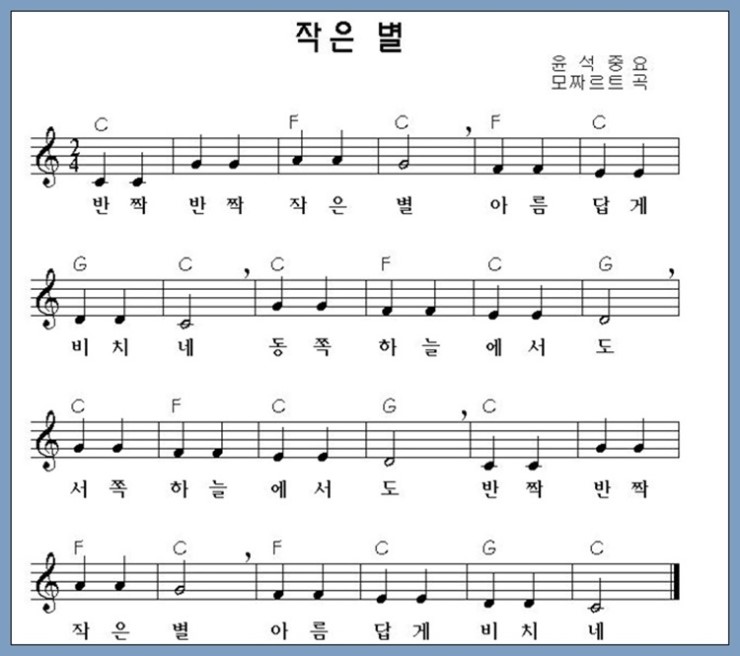 작은 별
윤 석 중 요
모짜르트 곡
C F C F C
2
4
반 짝 반 짝 작 은 별 아 름 답 게
G C C F C G
비 치 네 동 쪽 하 늘 에 서 도
C F C G C
서 쪽 하 늘 에 서 도 반 짝 반 짝
F C F C G C
작 은 별 아 름 답 게 비 치 네